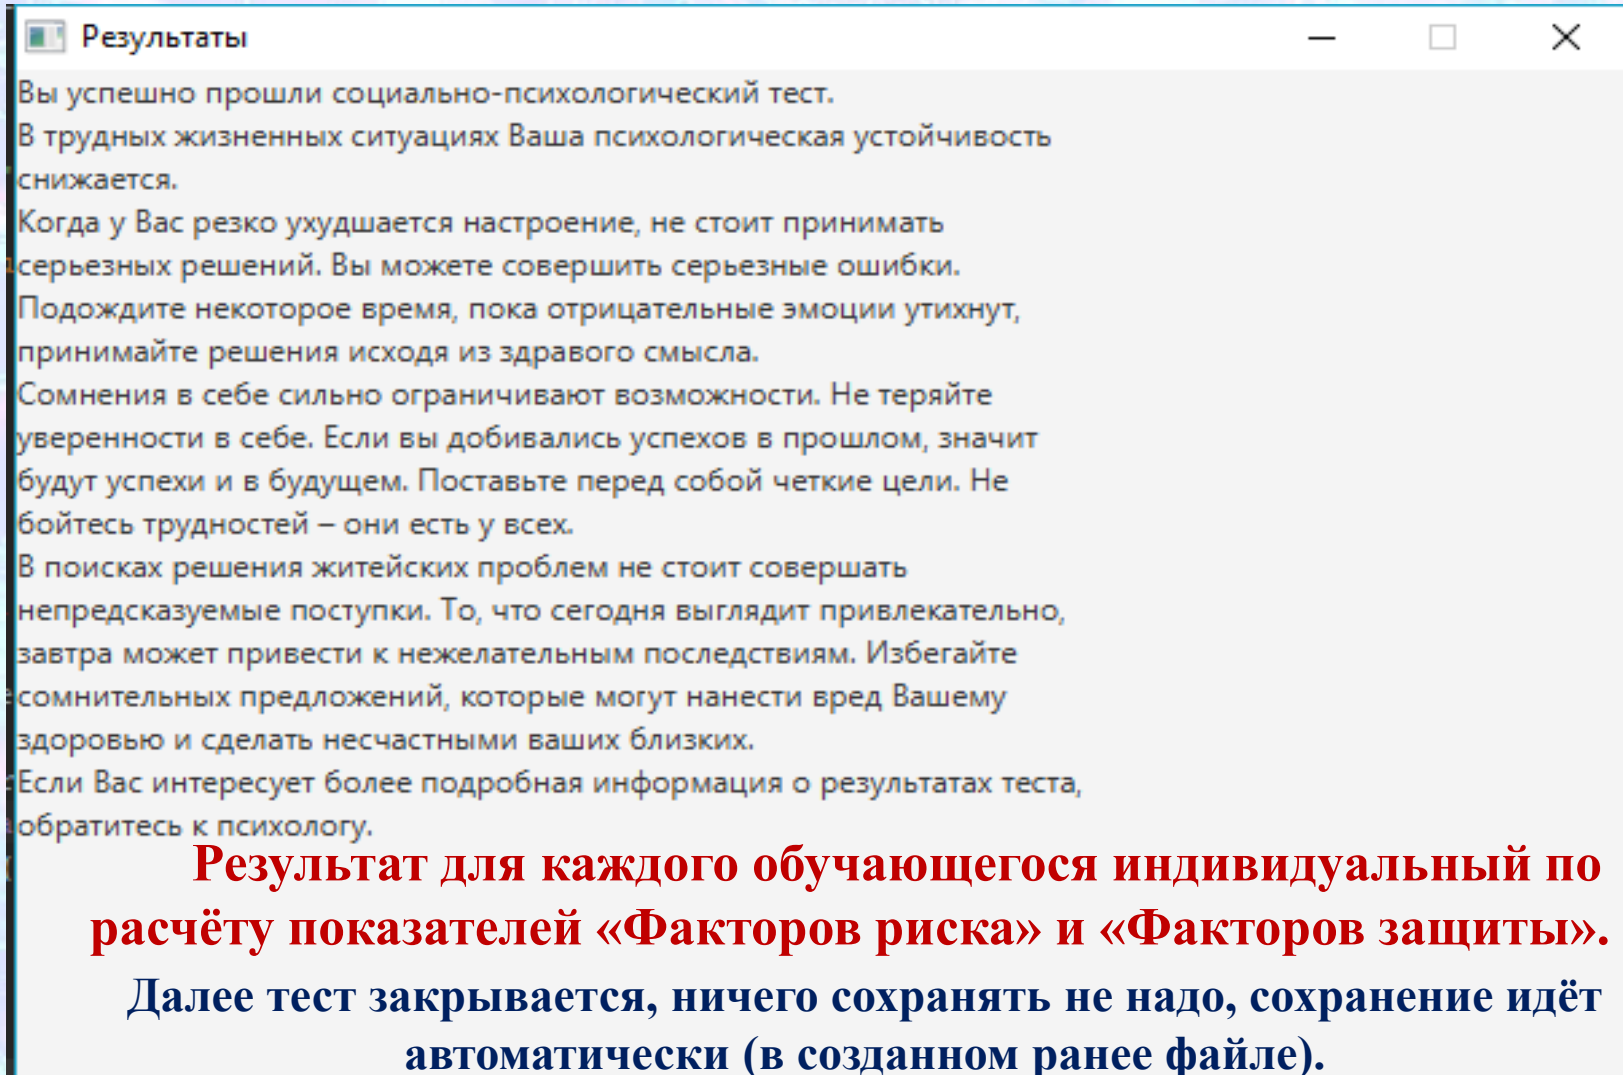 Результаты
Вы успешно прошли социально-психологический тест.
В трудных жизненных ситуациях Ваша психологическая устойчивость
снижается.
Когда у Вас резко ухудшается настроение, не стоит принимать
серьезных решений. Вы можете совершить серьезные ошибки.
Подождите некоторое время, пока отрицательные эмоции утихнут,
принимайте решения исходя из здравого смысла.
Сомнения в себе сильно ограничивают возможности. Не теряйте
уверенности в себе. Если вы добивались успехов в прошлом, значит
будут успехи и в будущем. Поставьте перед собой четкие цели. Не
бойтесь трудностей – они есть у всех.
В поисках решения житейских проблем не стоит совершать
непредсказуемые поступки. То, что сегодня выглядит привлекательно,
завтра может привести к нежелательным последствиям. Избегайте
сомнительных предложений, которые могут нанести вред Вашему
здоровью и сделать несчастными ваших близких.
Если Вас интересует более подробная информация о результатах теста,
обратитесь к психологу.
Результат для каждого обучающегося индивидуальный по
расчёту показателей «Факторов риска» и «Факторов защиты».
Далее тест закрывается, ничего сохранять не надо, сохранение идёт
автоматически (в созданном ранее файле).